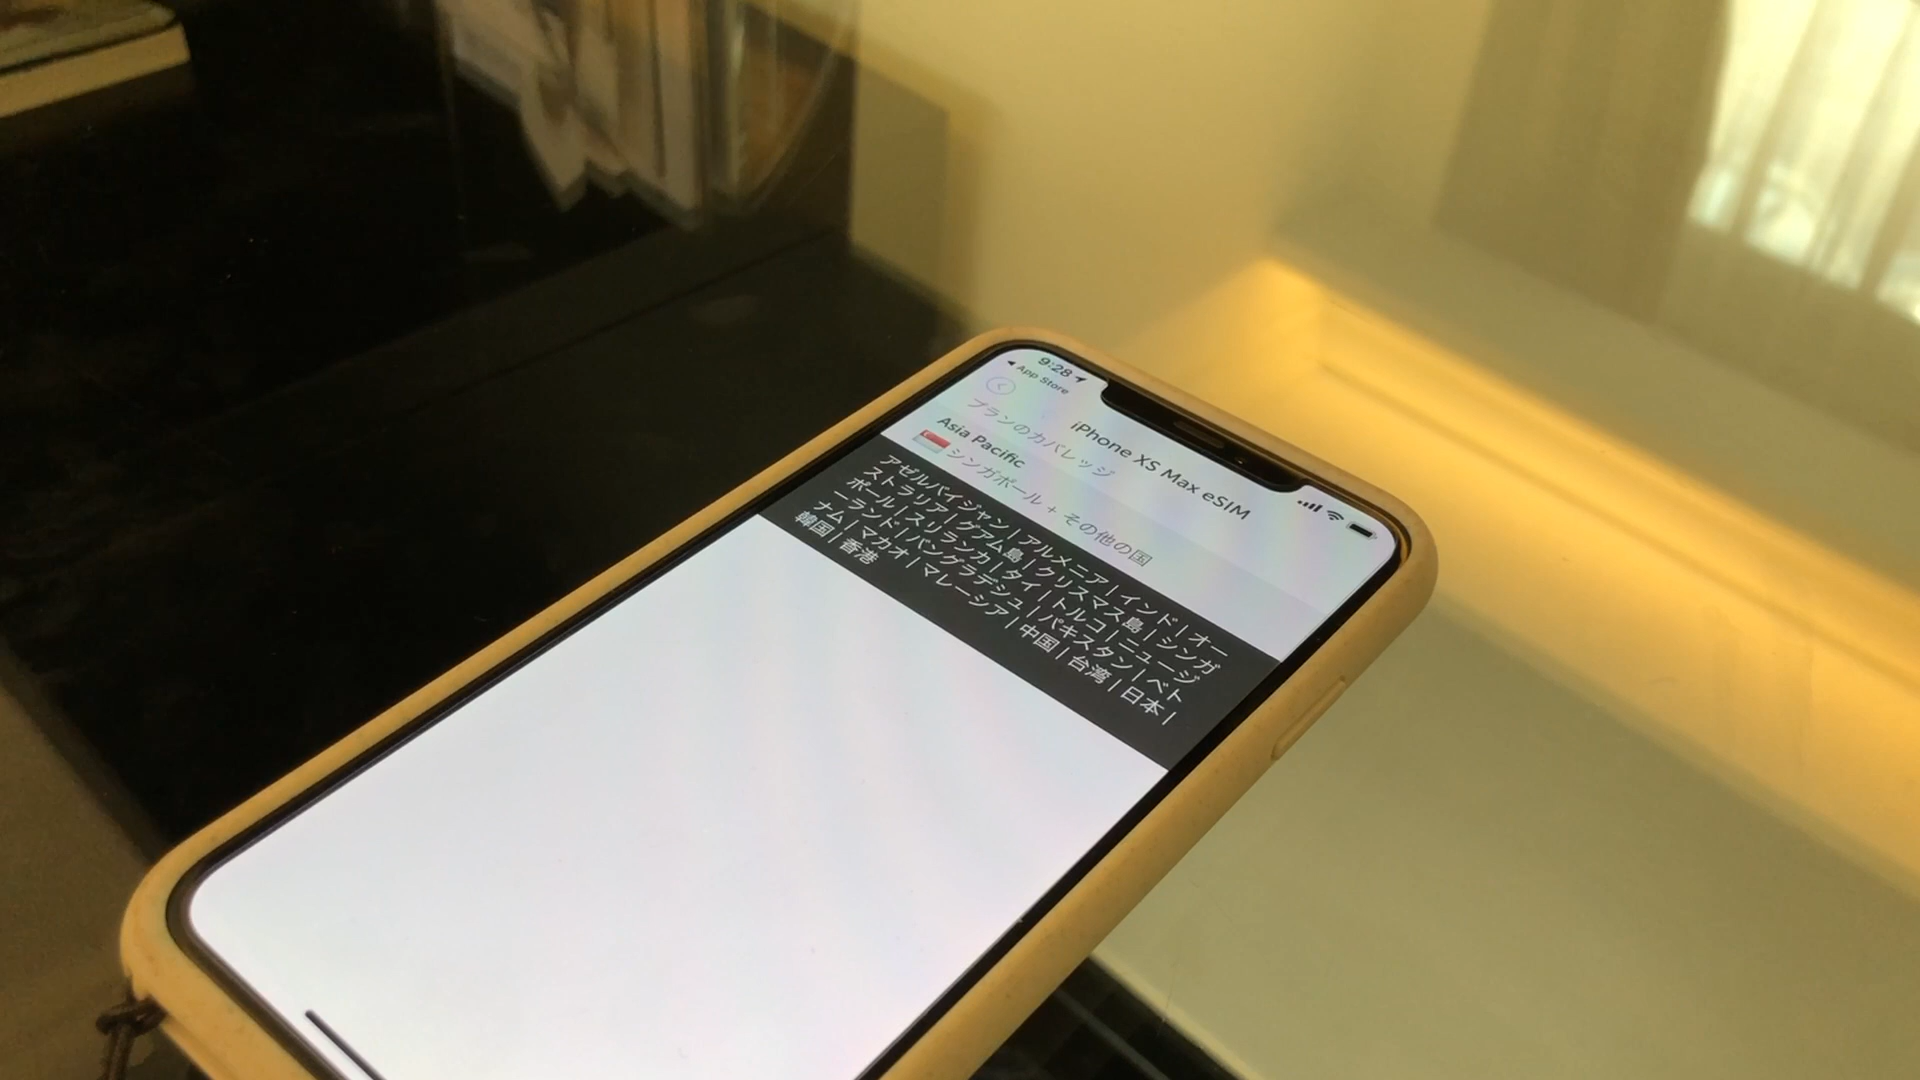 9:28
App Store
iPhone XS Max eSIM
プランのカバレッジ
Asia Pacific
シンガポール + その他の国
アゼルバイジャン | アルメニア | インド | オー
ストラリア | グアム島 | クリスマス島 | シンガ
ポール | スリランカ | タイ | トルコ | ニュージ
ーランド | バングラデシュ | パキスタン | ベト
ナム | マカオ | マレーシア | 中国 | 台湾 | 日本 |
韓国 | 香港